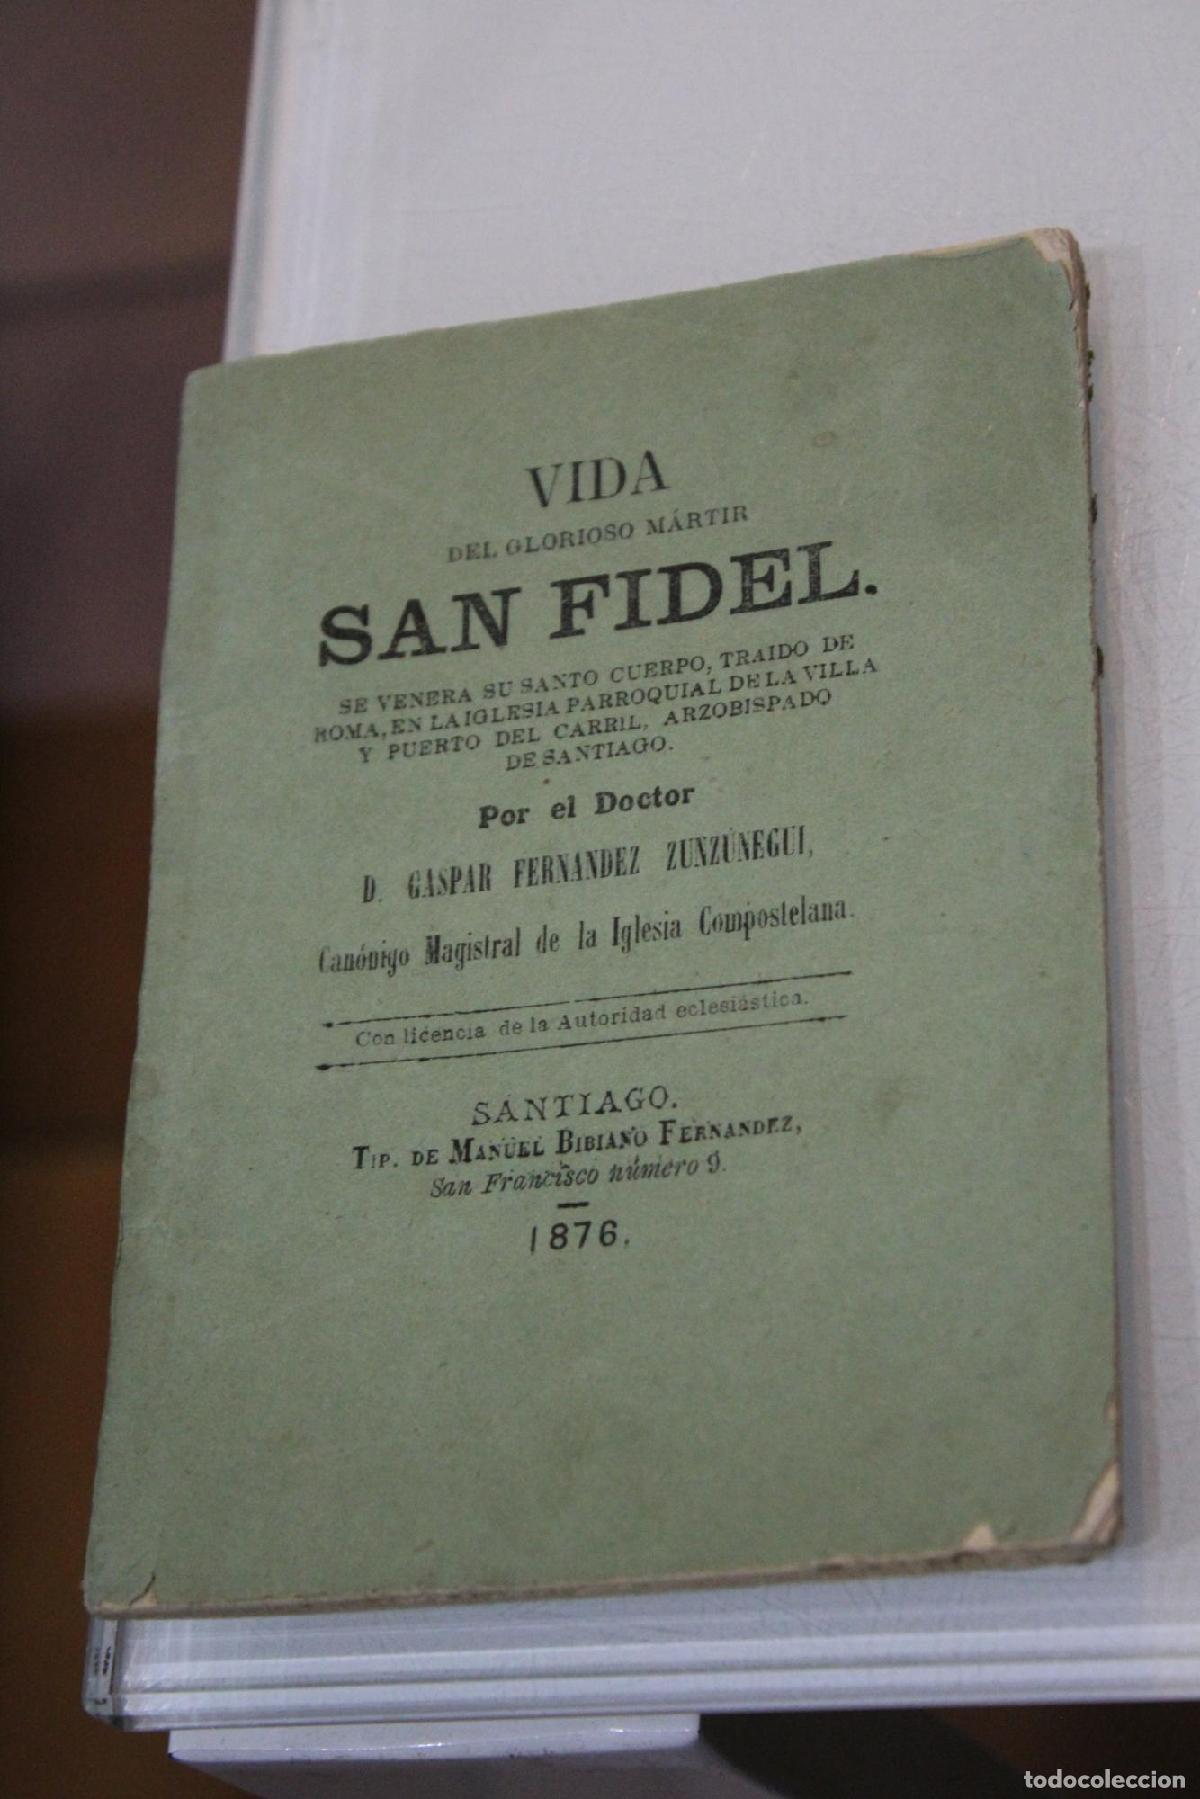 VIDA
DEL GLORIOSO MÁRTIR
SAN FIDEL.
SE VENERA SU SANTO CUERPO, TRAIDO DE
ROMA, EN LA IGLESIA PARROQUIAL DE LA VILLA
Y PUERTO DEL CARRIL, ARZOBISPADO
DE SANTIAGO.
Por el Doctor
D. GASPAR FERNANDEZ ZUNZÚNEGUI,
Canónigo Magistral de la Iglesia Compostelana.
Con licencia de la Autoridad eclesiástica.
SANTIAGO.
TIP. DE MANUEL BIBIANO FERNANDEZ,
San Francisco número 9.
1876.
todocoleccion